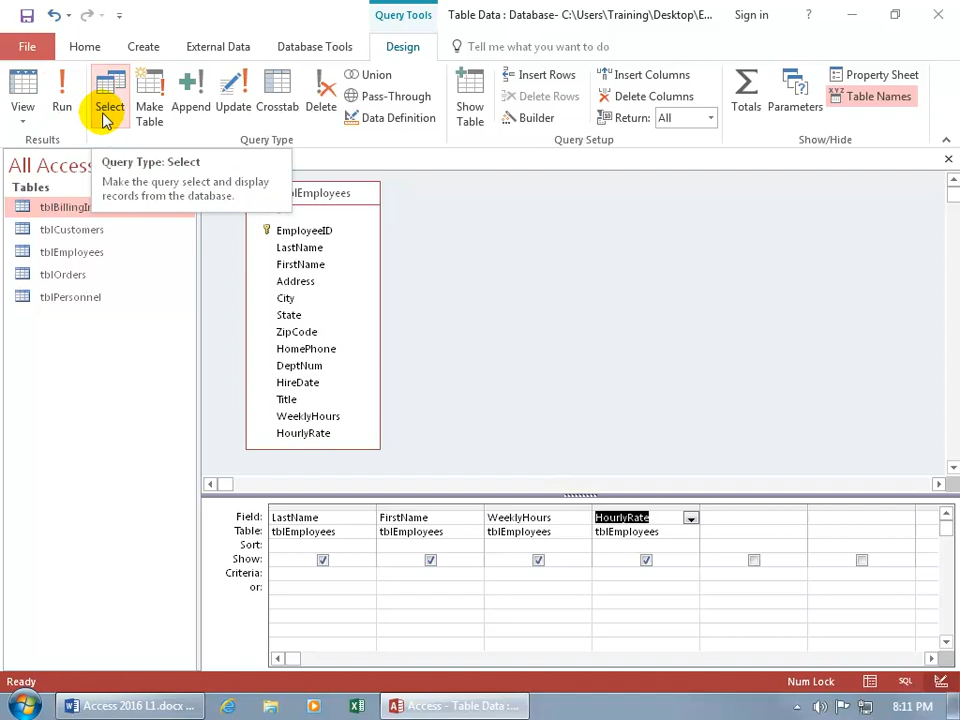 Query Tools
Table Data : Database- C:\Users\Training\Desktop\E...
Sign in
?
File
Home
Create
External Data
Database Tools
Design
Tell me what you want to do
View
Run
Select
Make Table
Append
Update
Crosstab
Delete
Union
Pass-Through
Data Definition
Show Table
Insert Rows
Delete Rows
Builder
Insert Columns
Delete Columns
Return: All
Totals
Parameters
Property Sheet
XYZ Table Names
Results
Query Type
Query Setup
Show/Hide
Query Type: Select
Make the query select and display
records from the database.
All Access
Tables
tblBillingIn
tblCustomers
tblEmployees
tblOrders
tblPersonnel
blEmployees
EmployeeID
LastName
FirstName
Address
City
State
ZipCode
HomePhone
DeptNum
HireDate
Title
WeeklyHours
HourlyRate
Field: LastName FirstName WeeklyHours HourlyRate
Table: tblEmployees tblEmployees tblEmployees tblEmployees
Sort:
Show:
Criteria:
or:
Ready
Num Lock
SQL
Access 2016 L1.docx ...
Access - Table Data :...
8:11 PM